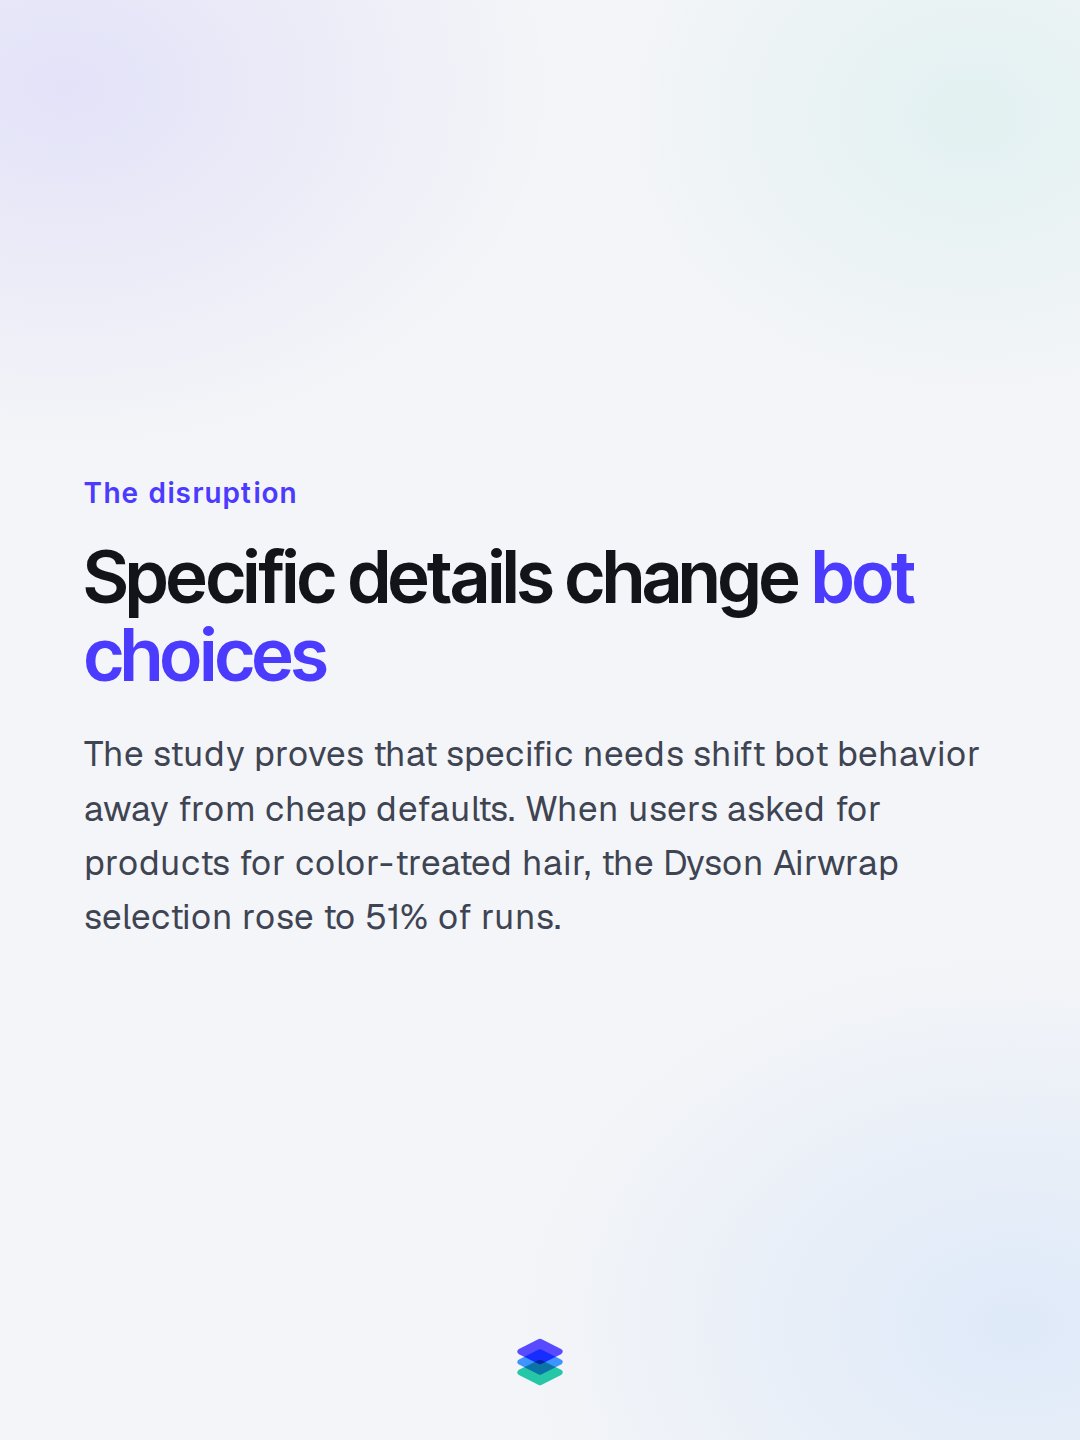 The disruption
Specific details change bot
choices
The study proves that specific needs shift bot behavior
away from cheap defaults. When users asked for
products for color-treated hair, the Dyson Airwrap
selection rose to 51% of runs.